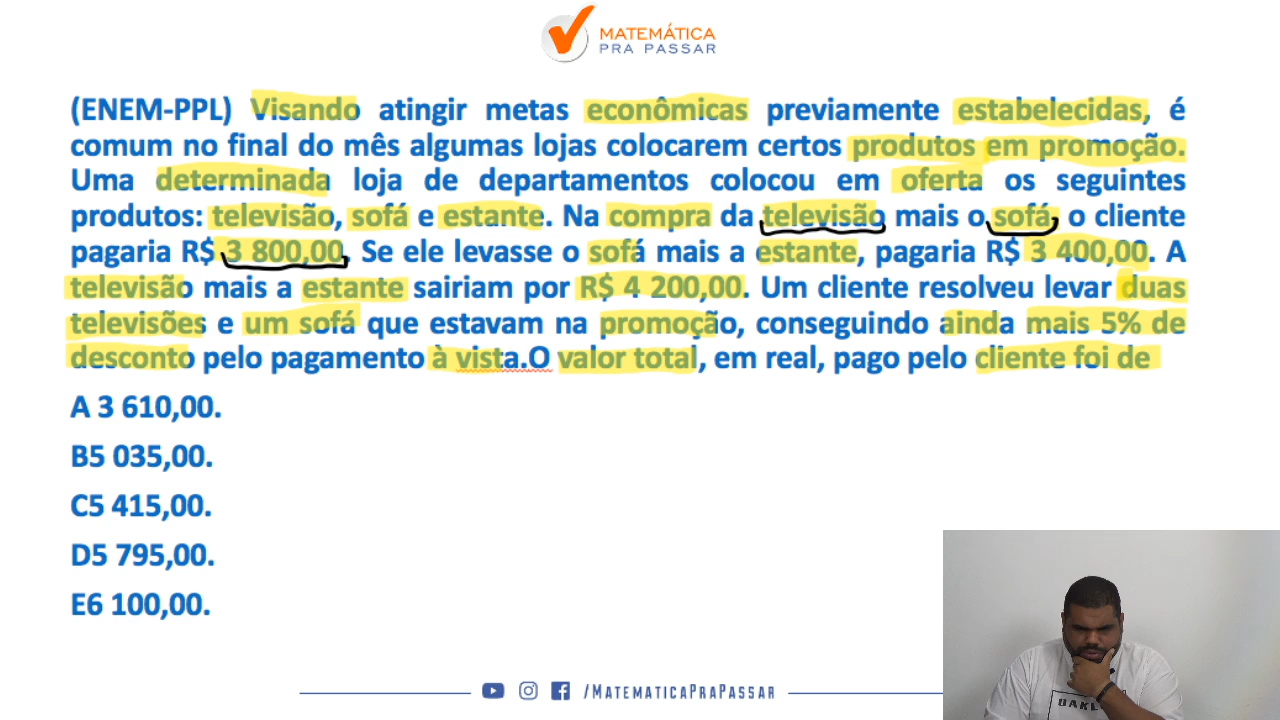 MATEMÁTICA
PRA PASSAR
(ENEM-PPL) Visando atingir metas econômicas previamente estabelecidas, é
comum no final do mês algumas lojas colocarem certos produtos em promoção.
Uma determinada loja de departamentos colocou em oferta os seguintes
produtos: televisão, sofá e estante. Na compra da televisão mais o sofá, o cliente
pagaria R$ 3 800,00. Se ele levasse o sofá mais a estante, pagaria R$ 3 400,00. A
televisão mais a estante sairiam por R$ 4 200,00. Um cliente resolveu levar duas
televisões e um sofá que estavam na promoção, conseguindo ainda mais 5% de
desconto pelo pagamento à vista.O valor total, em real, pago pelo cliente foi de
A 3 610,00.
B5 035,00.
C5 415,00.
D5 795,00.
E6 100,00.
/MATEMATICAPRAPASSAR